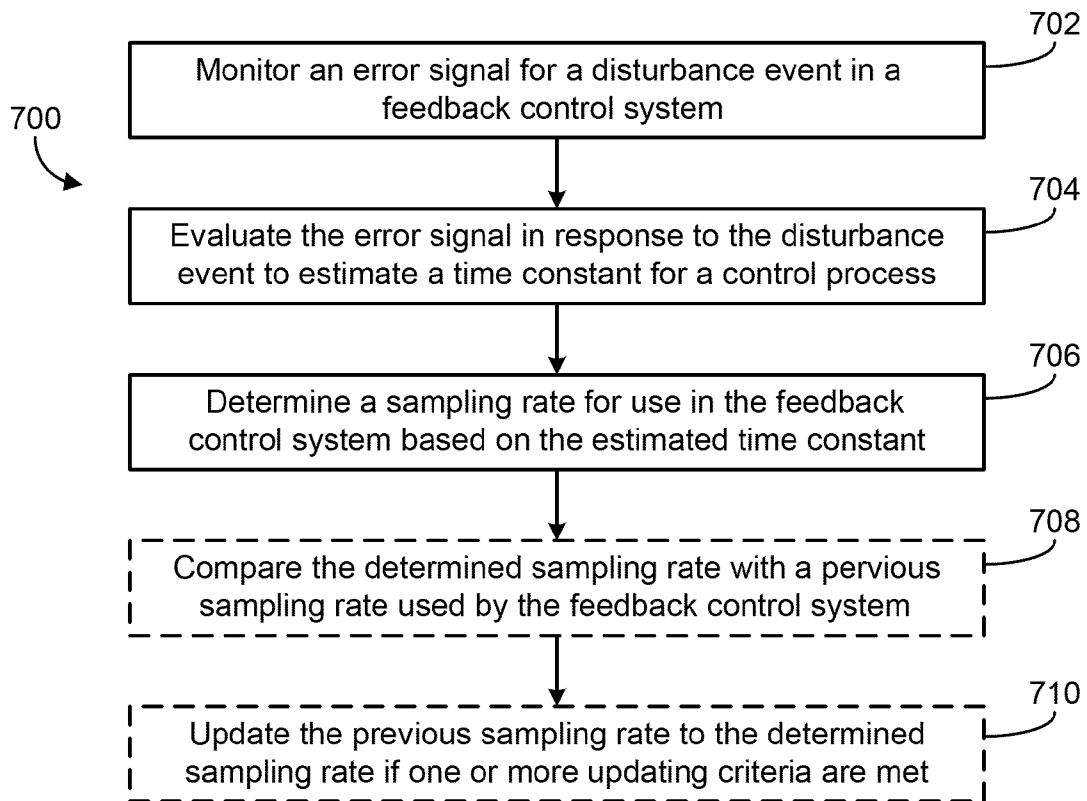 702
Monitor an error signal for a disturbance event in a
feedback control system
700
704
Evaluate the error signal in response to the disturbance
event to estimate a time constant for a control process
706
Determine a sampling rate for use in the feedback
control system based on the estimated time constant
708
Compare the determined sampling rate with a pervious
sampling rate used by the feedback control system
710
Update the previous sampling rate to the determined
sampling rate if one or more updating criteria are met